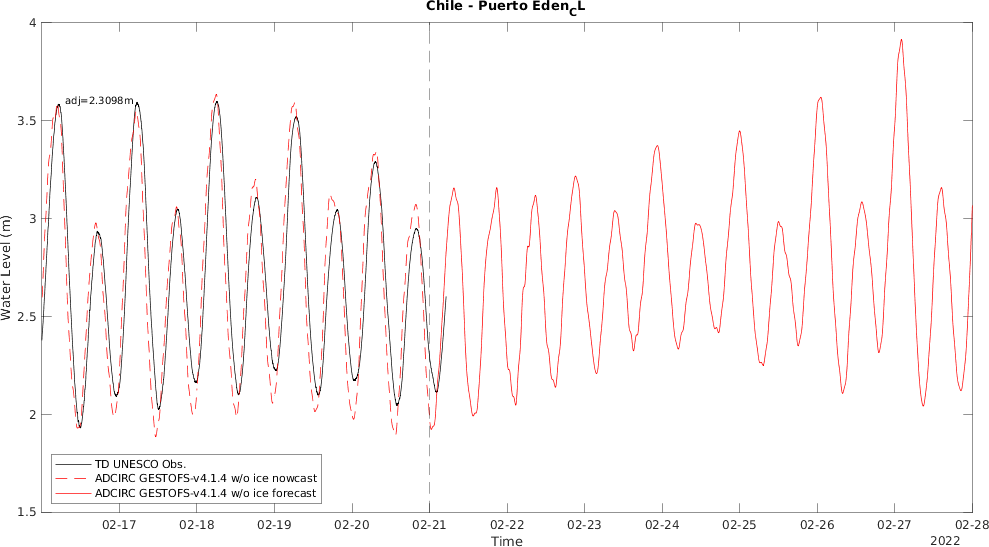 Chile - Puerto Eden_CL
4
3.5
3
2.5
2
1.5
Water Level (m)
adj=2.3098m
TD UNESCO Obs.
ADCIRC GESTOFS-v4.1.4 w/o ice nowcast
ADCIRC GESTOFS-v4.1.4 w/o ice forecast
02-17 02-18 02-19 02-20 02-21 02-22 02-23 02-24 02-25 02-26 02-27 02-28
Time
2022